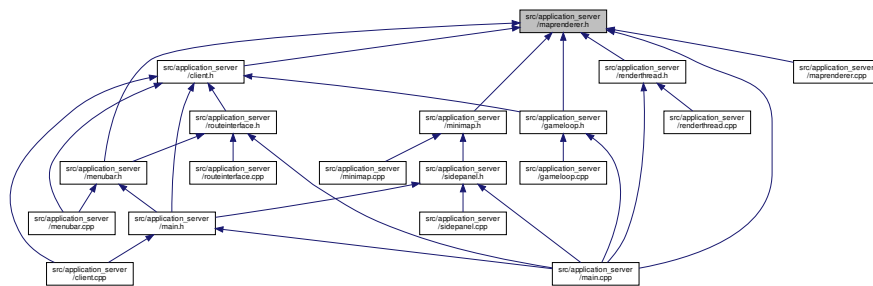 src/application_server
/maprenderer.h
src/application_server
/client.h
src/application_server
/renderthread.h
src/application_server
/maprenderer.cpp
src/application_server
/routeinterface.h
src/application_server
/minimap.h
src/application_server
/gameloop.h
src/application_server
/renderthread.cpp
src/application_server
/menubar.h
src/application_server
/routeinterface.cpp
src/application_server
/minimap.cpp
src/application_server
/sidepanel.h
src/application_server
/gameloop.cpp
src/application_server
/menubar.cpp
src/application_server
/main.h
src/application_server
/sidepanel.cpp
src/application_server
/client.cpp
src/application_server
/main.cpp